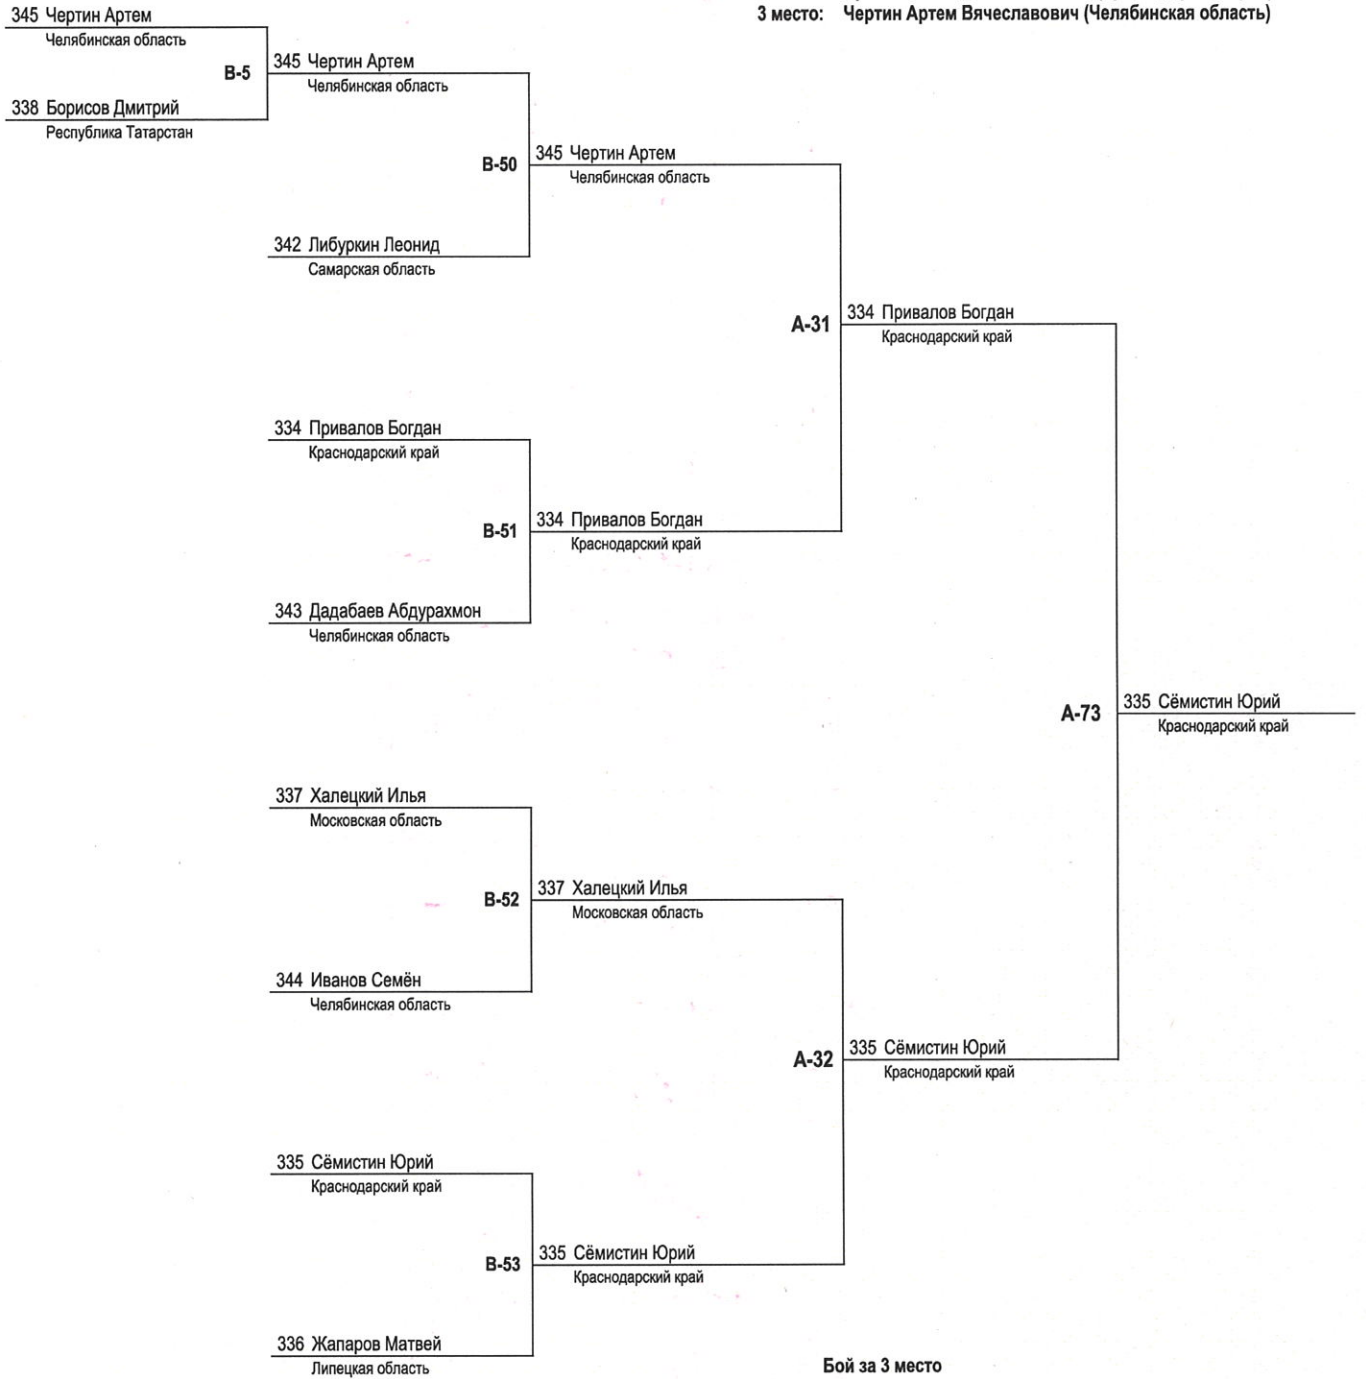 3 место: Чертин Артем Вячеславович (Челябинская область)
345 Чертин Артем
Челябинская область
B-5
338 Борисов Дмитрий
Республика Татарстан
345 Чертин Артем
Челябинская область
B-50
342 Либуркин Леонид
Самарская область
345 Чертин Артем
Челябинская область
A-31
334 Привалов Богдан
Краснодарский край
334 Привалов Богдан
Краснодарский край
B-51
334 Привалов Богдан
Краснодарский край
343 Дадабаев Абдурахмон
Челябинская область
A-73
335 Сёмистин Юрий
Краснодарский край
337 Халецкий Илья
Московская область
B-52
337 Халецкий Илья
Московская область
344 Иванов Семён
Челябинская область
A-32
335 Сёмистин Юрий
Краснодарский край
335 Сёмистин Юрий
Краснодарский край
B-53
335 Сёмистин Юрий
Краснодарский край
336 Жапаров Матвей
Липецкая область
Бой за 3 место